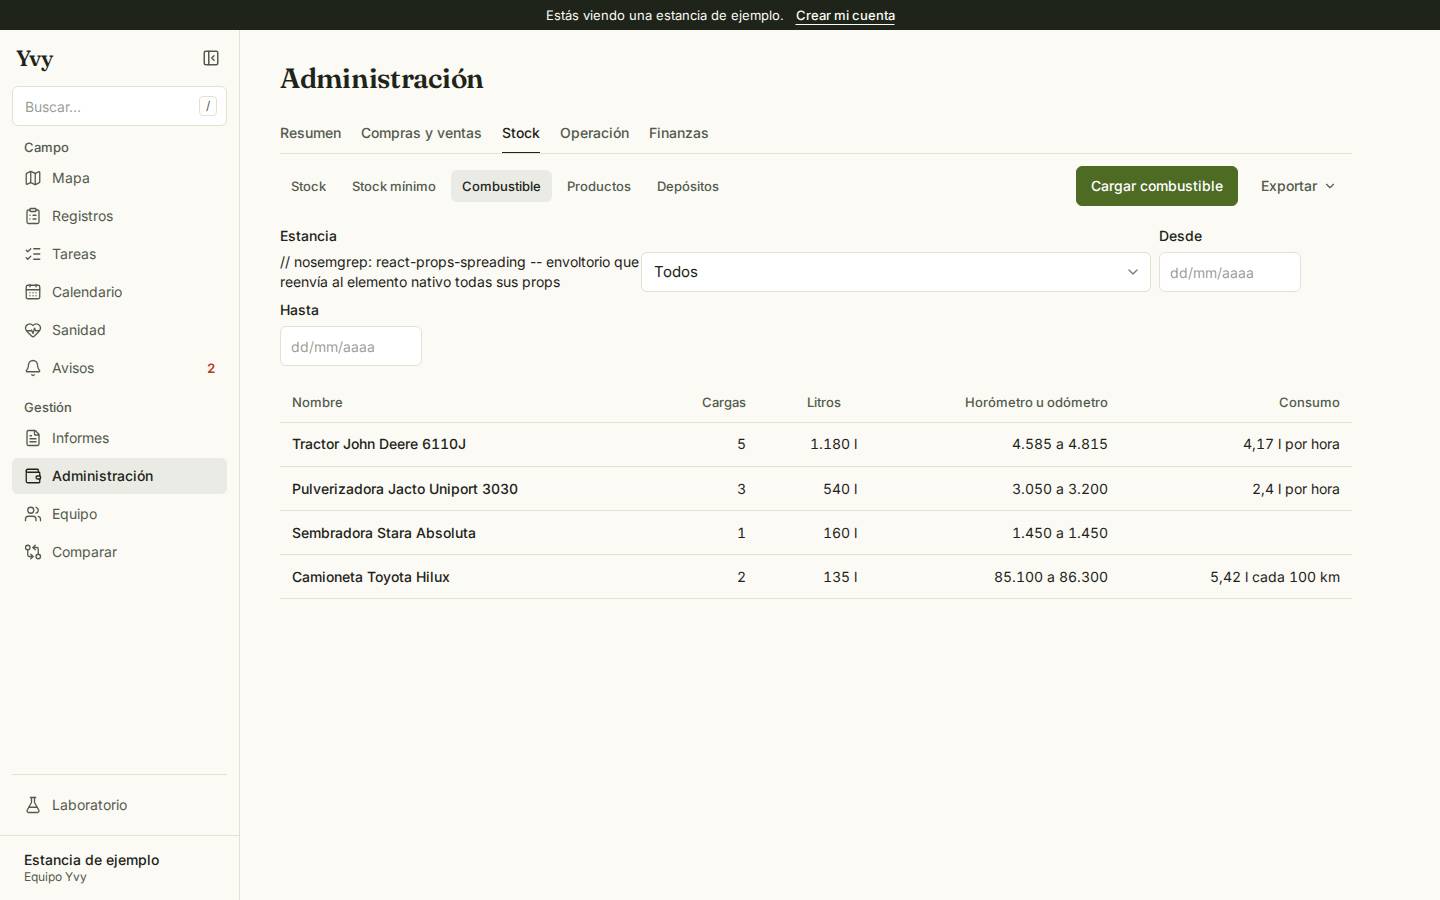 Estás viendo una estancia de ejemplo. Crear mi cuenta
Yvy
Buscar... /
Campo
Mapa
Registros
Tareas
Calendario
Sanidad
Avisos 2
Gestión
Informes
Administración
Equipo
Comparar
Laboratorio
Estancia de ejemplo
Equipo Yvy
Administración
Resumen Compras y ventas Stock Operación Finanzas
Stock Stock mínimo Combustible Productos Depósitos Cargar combustible Exportar
Estancia Desde
// nosemgrep: react-props-spreading -- envoltorio que
reenvía al elemento nativo todas sus props
Todos dd/mm/aaaa
Hasta
dd/mm/aaaa
Nombre Cargas Litros Horómetro u odómetro Consumo
Tractor John Deere 6110J 5 1.180 l 4.585 a 4.815 4,17 l por hora
Pulverizadora Jacto Uniport 3030 3 540 l 3.050 a 3.200 2,4 l por hora
Sembradora Stara Absoluta 1 160 l 1.450 a 1.450
Camioneta Toyota Hilux 2 135 l 85.100 a 86.300 5,42 l cada 100 km